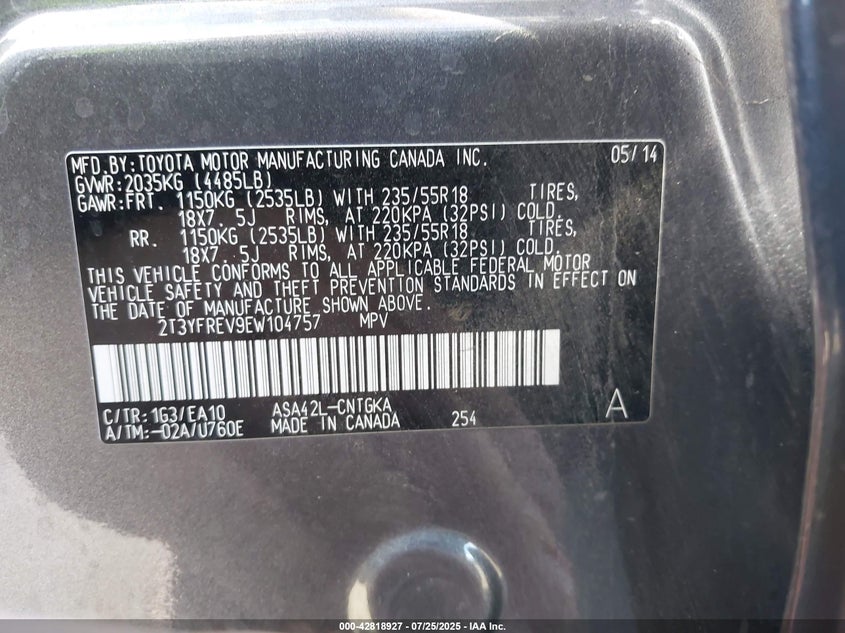 MFD.BY:TOYOTA MOTOR MANUFACTURING CANADA INC. 05/14
GVWR:2035KG (4485LB)
GAWR:FRT. 1150KG (2535LB) WITH 235/55R18 TIRES,
18X7.5J RIMS, AT 220KPA (32PSI) COLD.
RR. 1150KG (2535LB) WITH 235/55R18 TIRES,
18X7.5J RIMS, AT 220KPA (32PSI) COLD.
THIS VEHICLE CONFORMS TO ALL APPLICABLE FEDERAL MOTOR
VEHICLE SAFETY AND THEFT PREVENTION STANDARDS IN EFFECT ON
THE DATE OF MANUFACTURE SHOWN ABOVE.
2T3YFREV9EW104757 MPV
C/TR:1G3/EA10 ASA42L-CNTGKA A
A/TM:-02A/U760E MADE IN CANADA 254
000-42818927 - 07/25/2025 - IAA Inc.